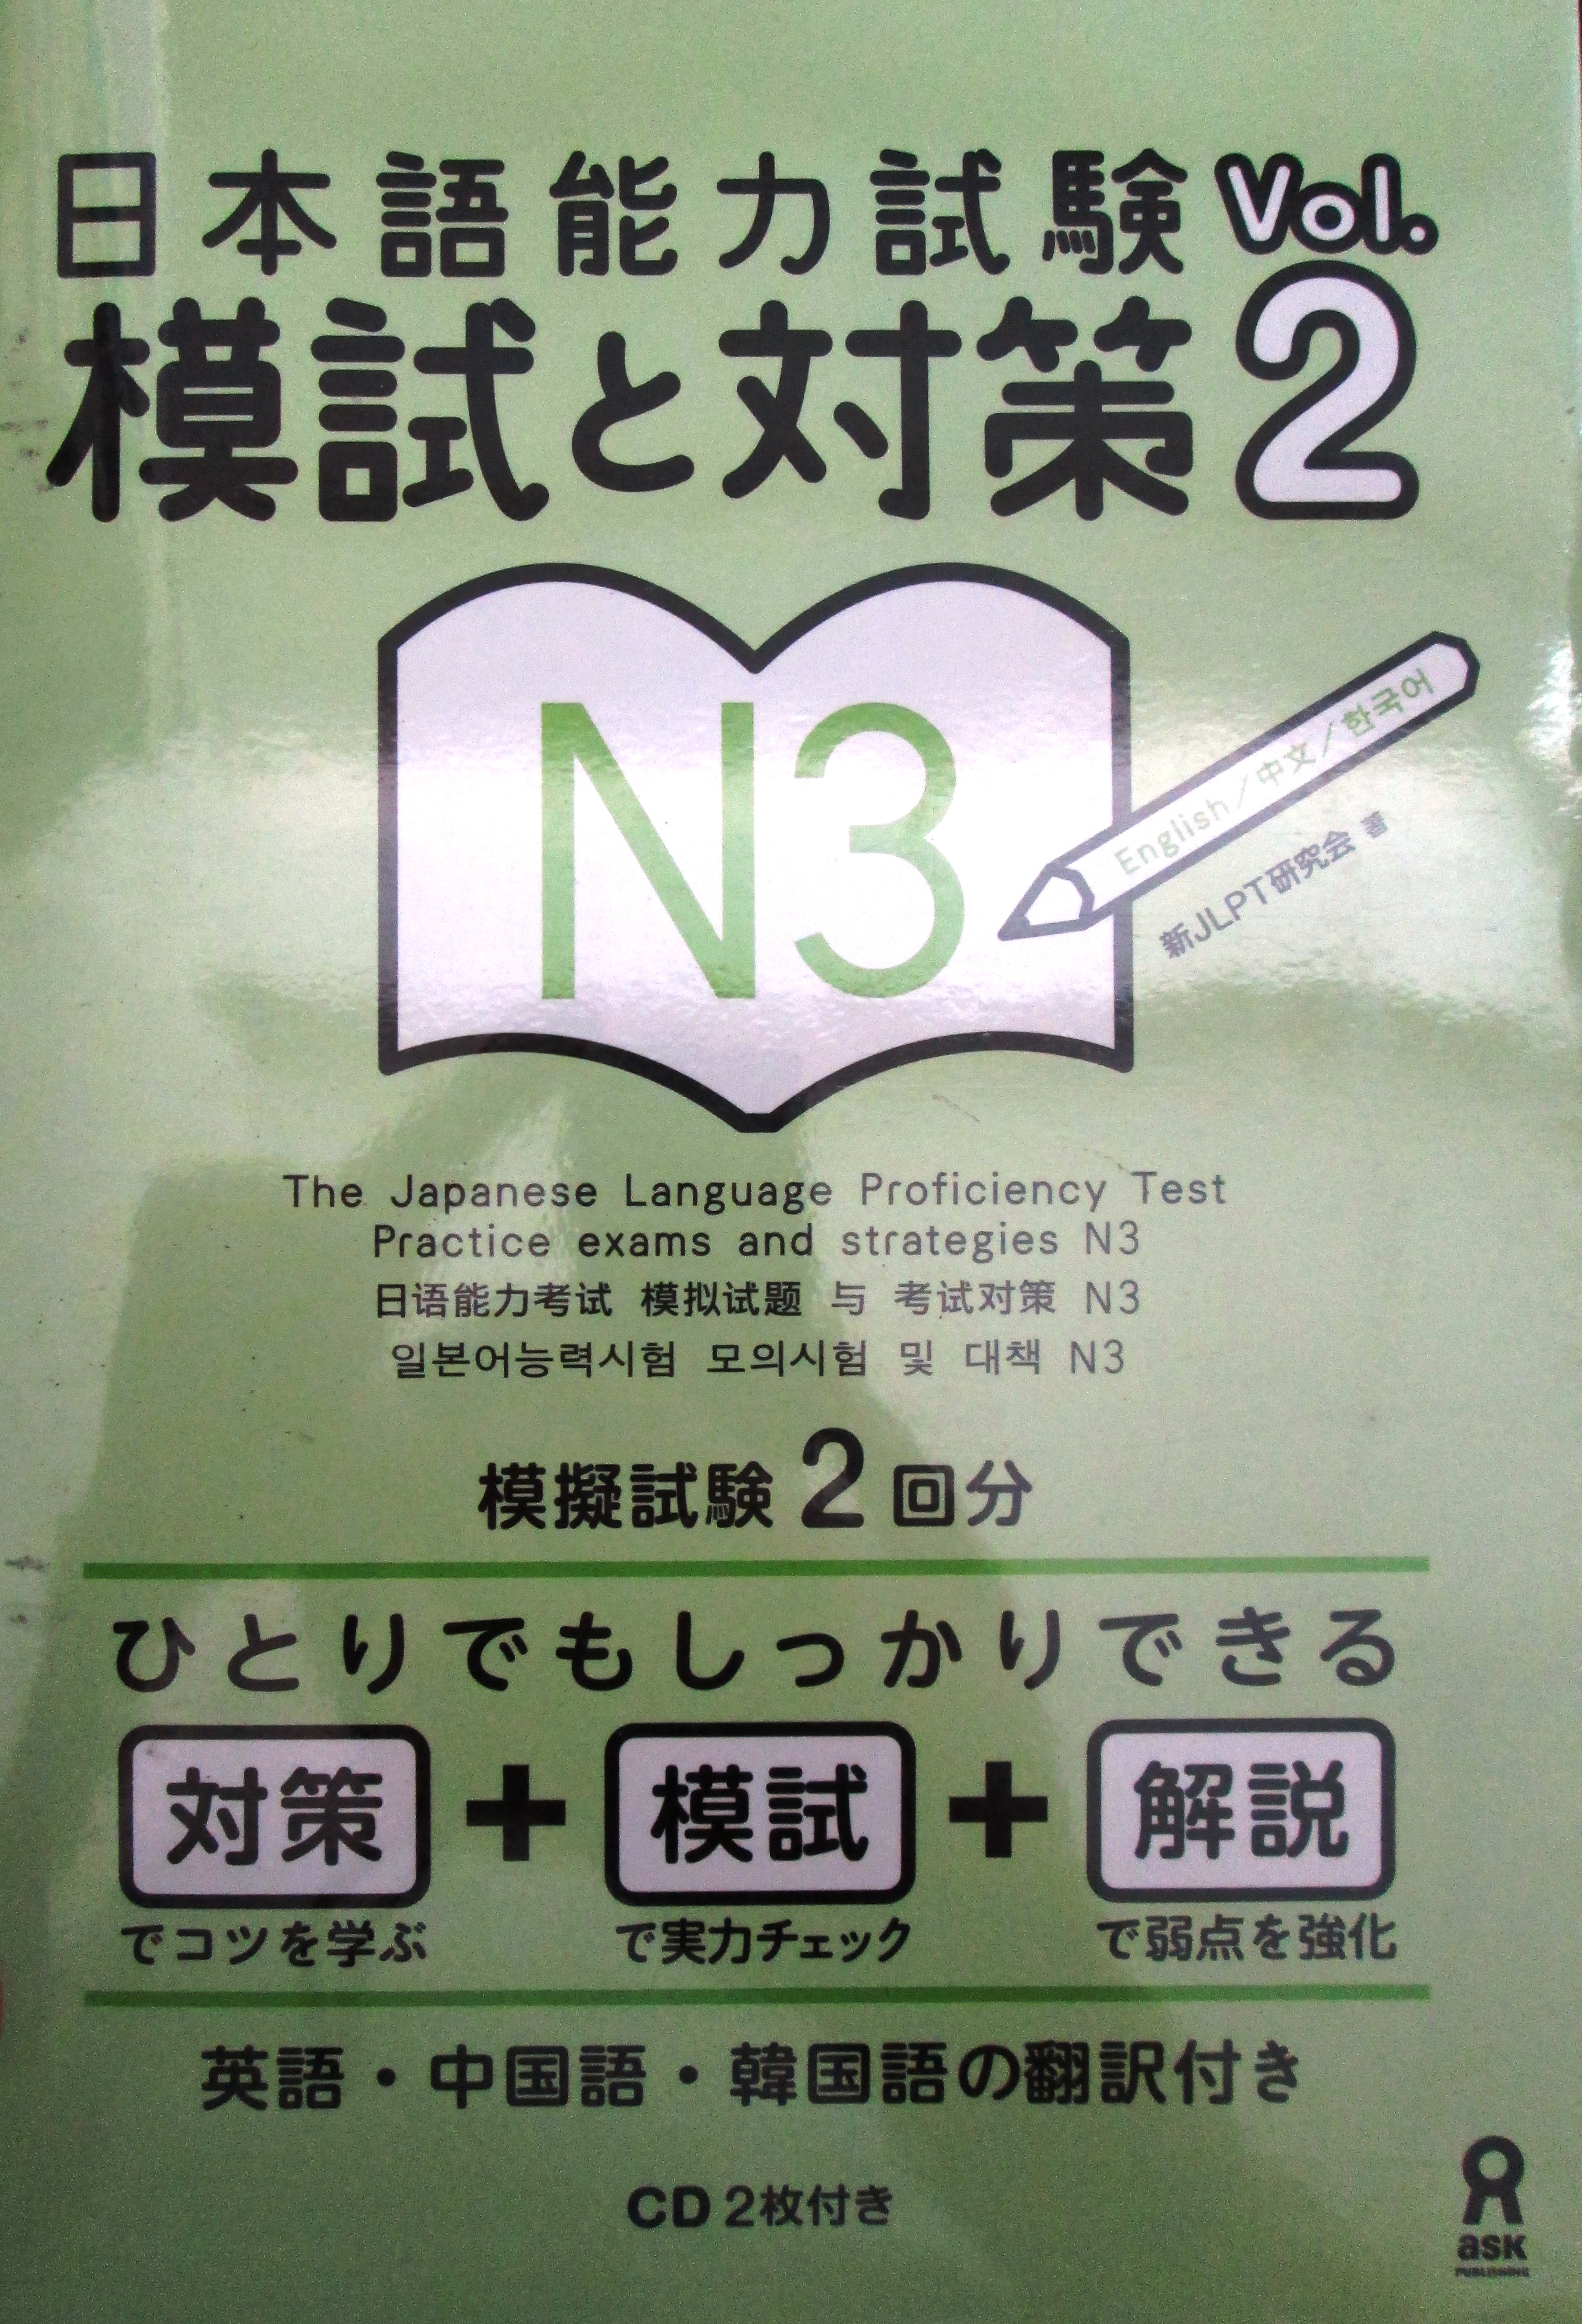 日本語能力試験 Vol.
模試と対策 2
N3
English／中文／한국어
新JLPT研究会 著
The Japanese Language Proficiency Test
Practice exams and strategies N3
日语能力考试 模拟试题 与 考试对策 N3
일본어능력시험 모의시험 및 대책 N3
模擬試験2回分
ひとりでもしっかりできる
対策 + 模試 + 解説
でコツを学ぶ で実力チェック で弱点を強化
英語・中国語・韓国語の翻訳付き
CD 2枚付き
ask
PUBLISHING